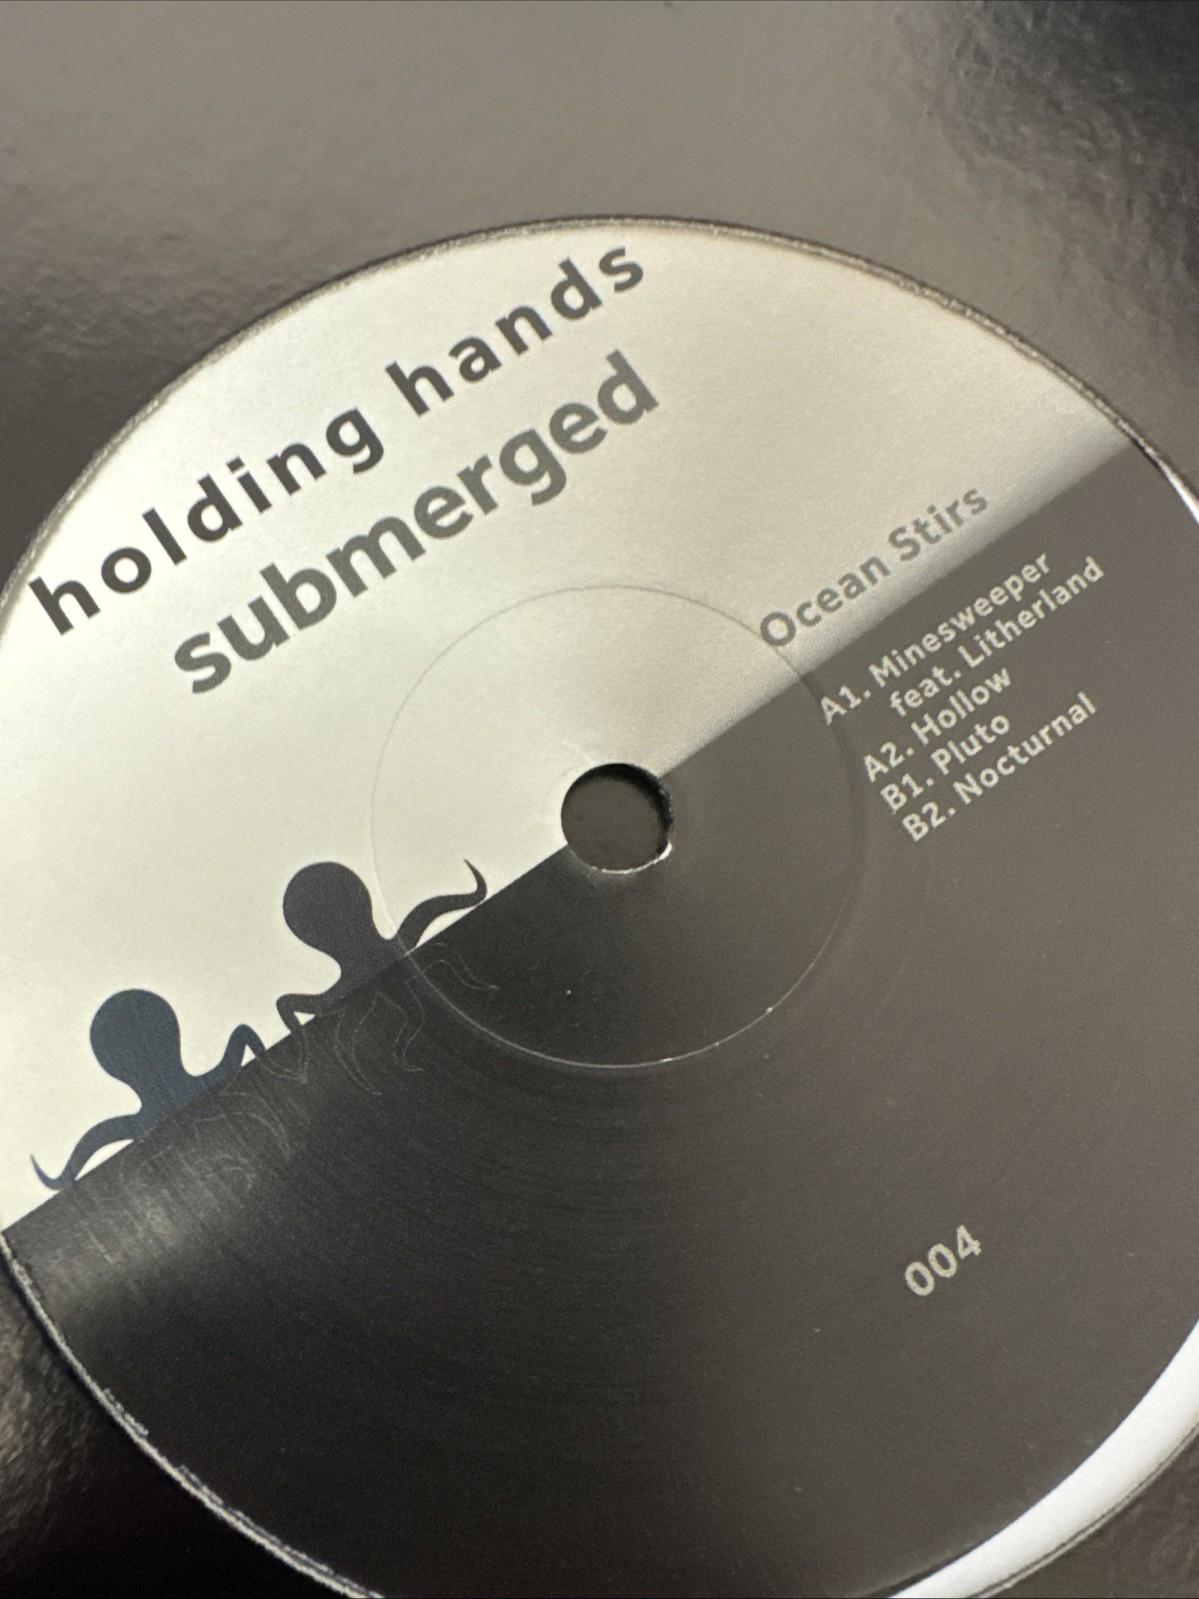 holding hands
submerged
Ocean Stirs
A1. Minesweeper
feat. Litherland
A2. Hollow
B1. Pluto
B2. Nocturnal
004